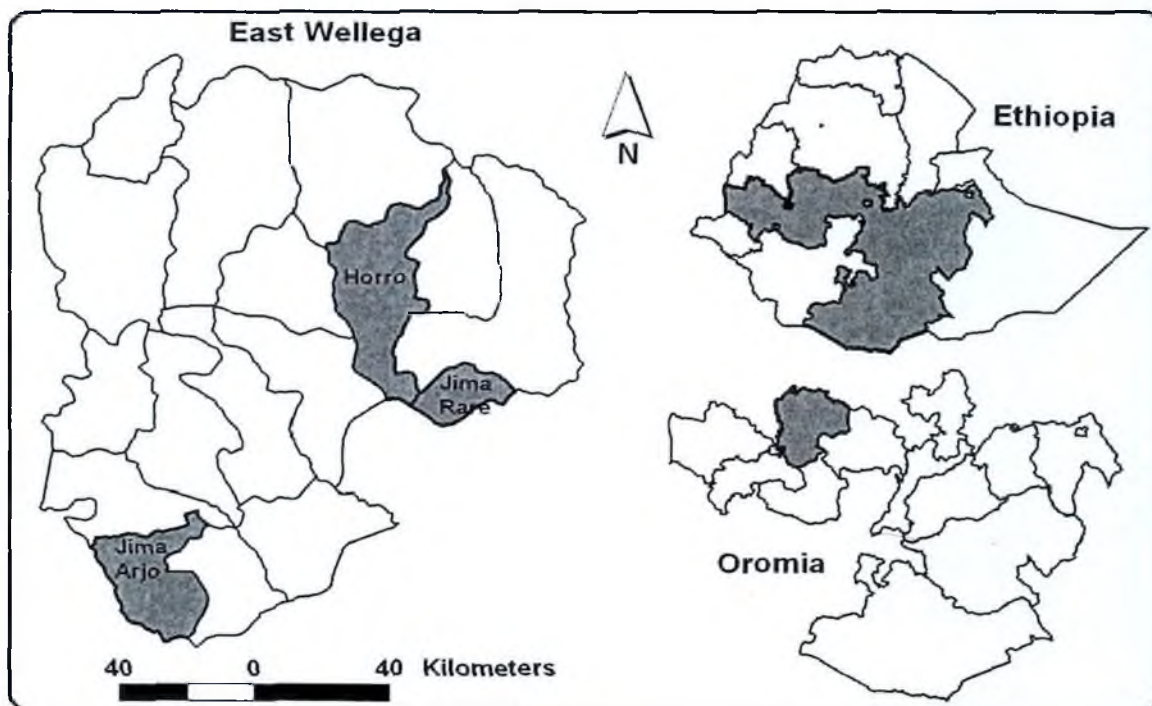 East Wellega
N
Ethiopia
Horro
Jima
Rare
Jima
Arjo
Oromia
40 0 40 Kilometers